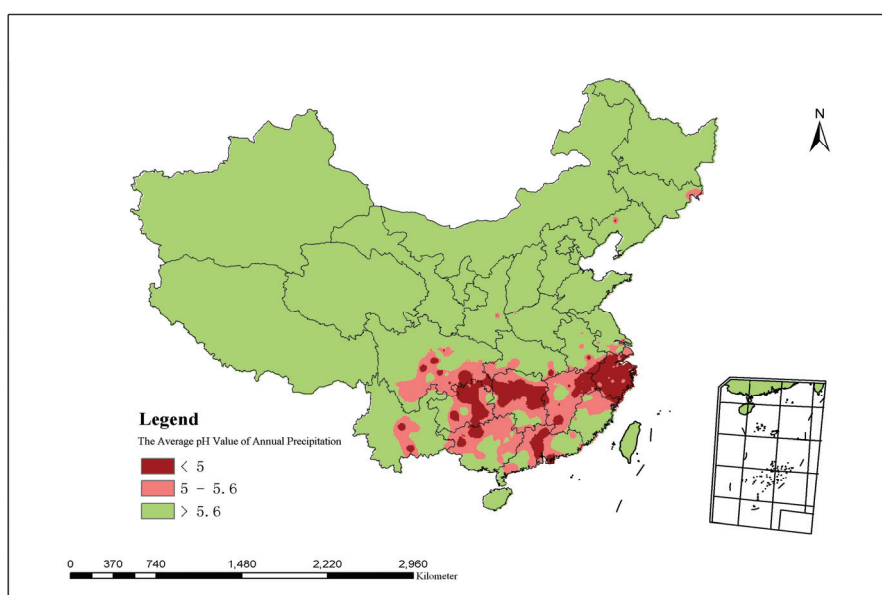 N
Legend
The Average pH Value of Annual Precipitation
< 5
5 - 5.6
> 5.6
0 370 740 1,480 2,220 2,960
Kilometer